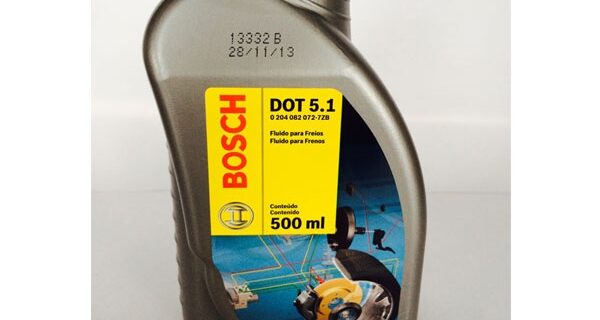 13332 B
28/11/13
BOSCH
DOT 5.1
0 204 082 072-7ZB
Fluido para Freios
Fluido para Frenos
Conteúdo
Contenido
500 ml